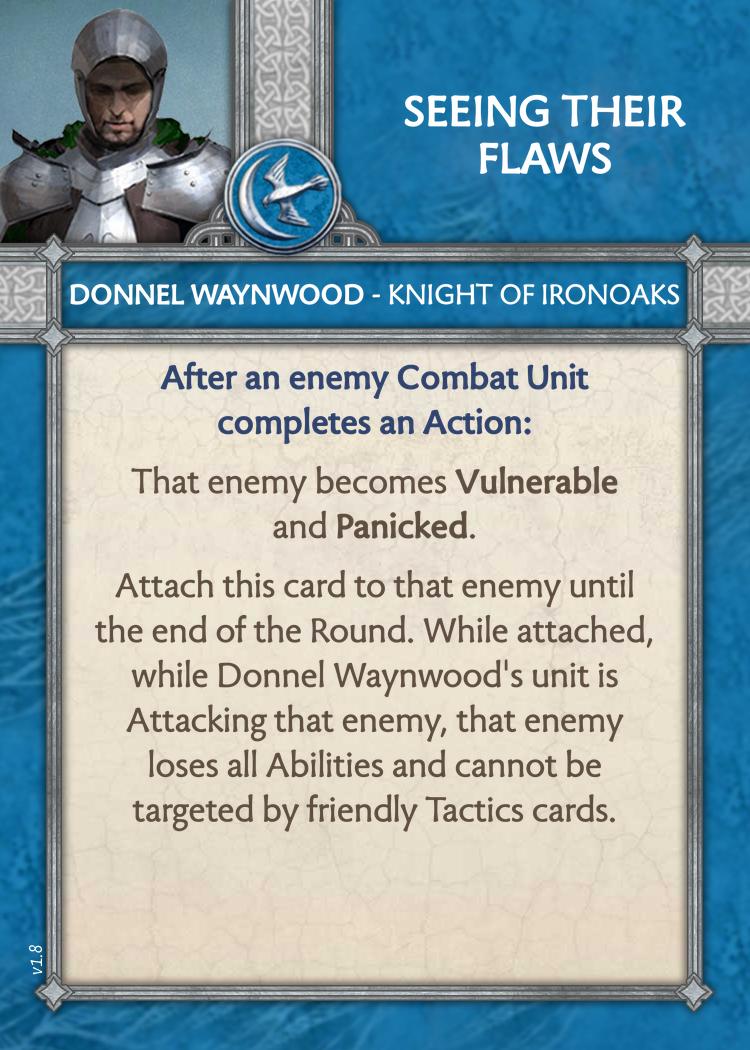 SEEING THEIR
FLAWS
DONNEL WAYNWOOD - KNIGHT OF IRONOAKS
After an enemy Combat Unit
completes an Action:
That enemy becomes Vulnerable
and Panicked.
Attach this card to that enemy until
the end of the Round. While attached,
while Donnel Waynwood's unit is
Attacking that enemy, that enemy
loses all Abilities and cannot be
targeted by friendly Tactics cards.
v1.8